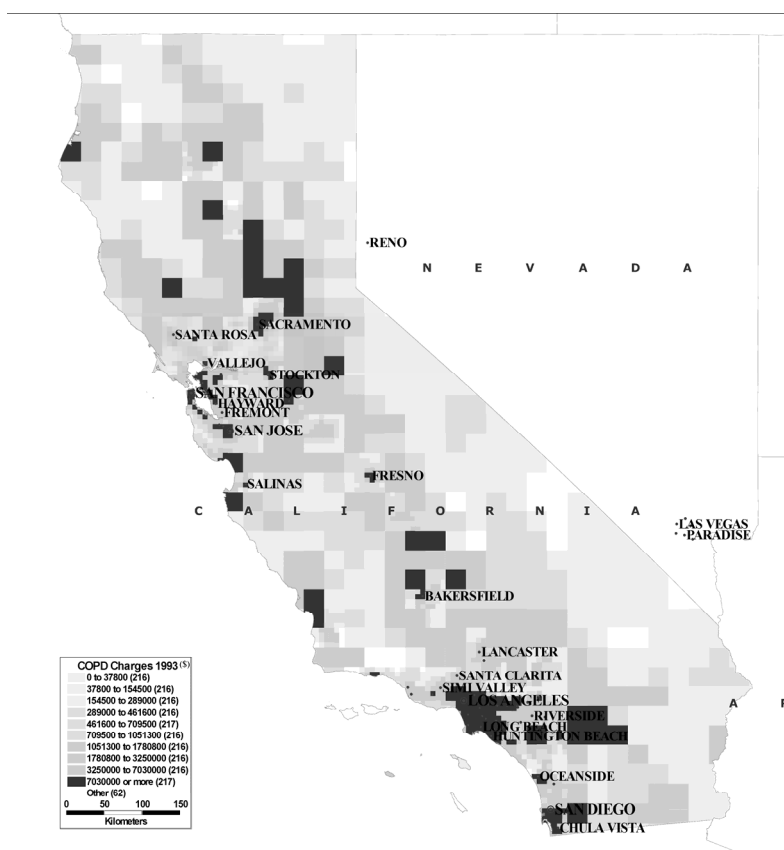 RENO
N E V A D A
SACRAMENTO
SANTA ROSA
VALLEJO
STOCKTON
SAN FRANCISCO
HAYWARD
FREMONT
SAN JOSE
FRESNO
SALINAS
C A L I F O R N I A
LAS VEGAS
PARADISE
BAKERSFIELD
LANCASTER
SANTA CLARITA
SIMI VALLEY
LOS ANGELES
A
RIVERSIDE
LONG BEACH
HUNTINGTON BEACH
OCEANSIDE
SAN DIEGO
CHULA VISTA
COPD Charges 1993 ($)
0 to 37800 (216)
37800 to 154500 (216)
154500 to 289000 (216)
289000 to 461600 (216)
461600 to 709500 (217)
709500 to 1051300 (216)
1051300 to 1780800 (216)
1780800 to 3250000 (216)
3250000 to 7030000 (216)
7030000 or more (217)
Other (62)
0 50 100 150
Kilometers